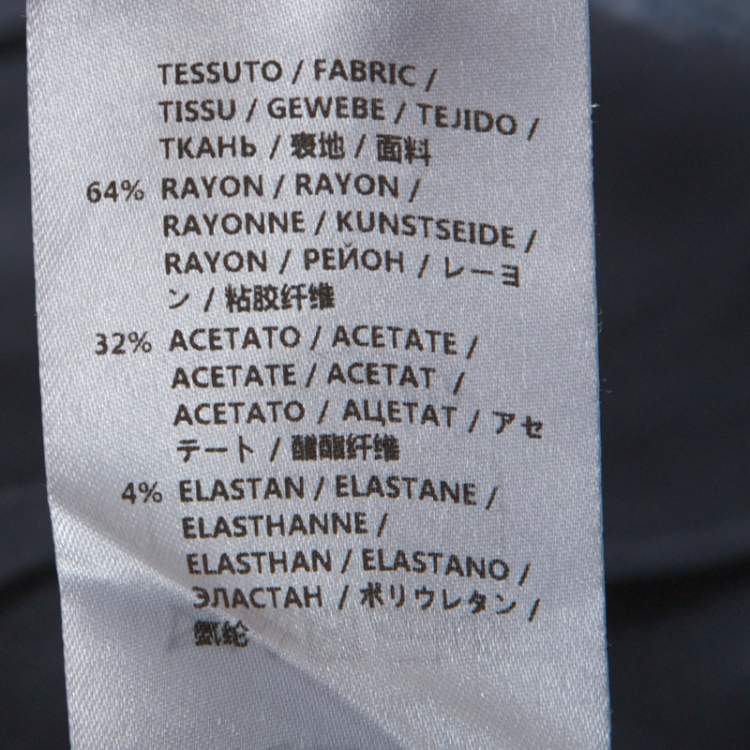 TESSUTO / FABRIC /
TISSU / GEWEBE / TEJIDO /
ТКАНЬ / 表地 / 面料
64% RAYON / RAYON /
RAYONNE / KUNSTSEIDE /
RAYON / РЕЙОН / レーヨ
ン / 粘胶纤维
32% ACETATO / ACETATE /
ACETATE / ACETAT /
ACETATO / АЦЕТАТ / アセ
テート / 醋酯纤维
4% ELASTAN / ELASTANE /
ELASTHANNE /
ELASTHAN / ELASTANO /
ЭЛАСТАН / ポリウレタン /
氨纶